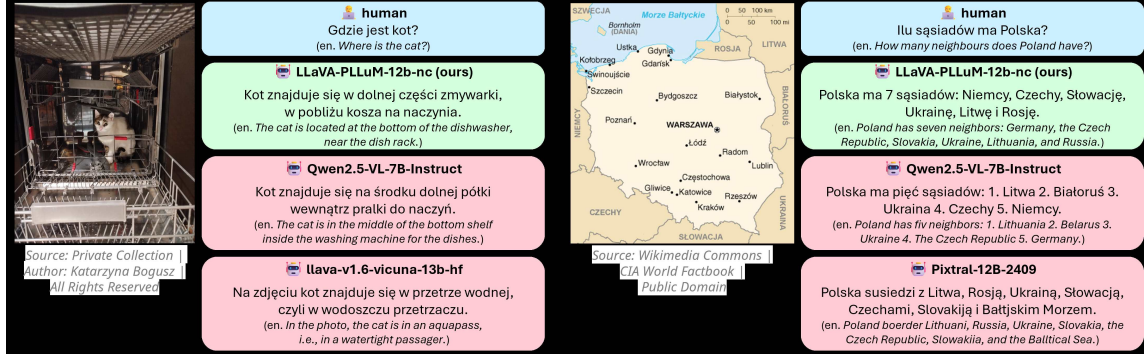 human
Gdzie jest kot?
(en. Where is the cat?)
LLaVA-PLLuM-12b-nc (ours)
Kot znajduje się w dolnej części zmywarki,
w pobliżu kosza na naczynia.
(en. The cat is located at the bottom of the dishwasher,
near the dish rack.)
Qwen2.5-VL-7B-Instruct
Kot znajduje się na środku dolnej półki
wewnątrz pralki do naczyń.
(en. The cat is in the middle of the bottom shelf
inside the washing machine for the dishes.)
llava-v1.6-vicuna-13b-hf
Na zdjęciu kot znajduje się w przetrze wodnej,
czyli w wodoszczu przetrzaczu.
(en. In the photo, the cat is in an aquapass,
i.e., in a watertight passager.)
Source: Private Collection |
Author: Katarzyna Bogusz |
All Rights Reserved
SZWECJA
Morze Bałtyckie
0 50 100 km
0 50 100 mi
Bornholm
(DANIA)
ROSJA
LITWA
Ustka
Gdynia
Kołobrzeg
Gdańsk
Świnoujście
Szczecin
Bydgoszcz
Białystok
BIAŁORUŚ
NIEMCY
Poznań
WARSZAWA
Łódź
Radom
Lublin
Wrocław
Częstochowa
Gliwice
Katowice
Rzeszów
Kraków
CZECHY
UKRAINA
SŁOWACJA
Source: Wikimedia Commons |
CIA World Factbook |
Public Domain
human
Ilu sąsiadów ma Polska?
(en. How many neighbours does Poland have?)
LLaVA-PLLuM-12b-nc (ours)
Polska ma 7 sąsiadów: Niemcy, Czechy, Słowację,
Ukrainę, Litwę i Rosję.
(en. Poland has seven neighbors: Germany, the Czech
Republic, Slovakia, Ukraine, Lithuania, and Russia.)
Qwen2.5-VL-7B-Instruct
Polska ma pięć sąsiadów: 1. Litwa 2. Białoruś 3.
Ukraina 4. Czechy 5. Niemcy.
(en. Poland has fiv neighbors: 1. Lithuania 2. Belarus 3.
Ukraine 4. The Czech Republic 5. Germany.)
Pixtral-12B-2409
Polska susiedzi z Litwa, Rosją, Ukrainą, Słowacją,
Czechami, Slovakiją i Bałtjskim Morzem.
(en. Poland boerder Lithuani, Russia, Ukraine, Slovakia, the
Czech Republic, Slowakiia, and the Balltical Sea.)